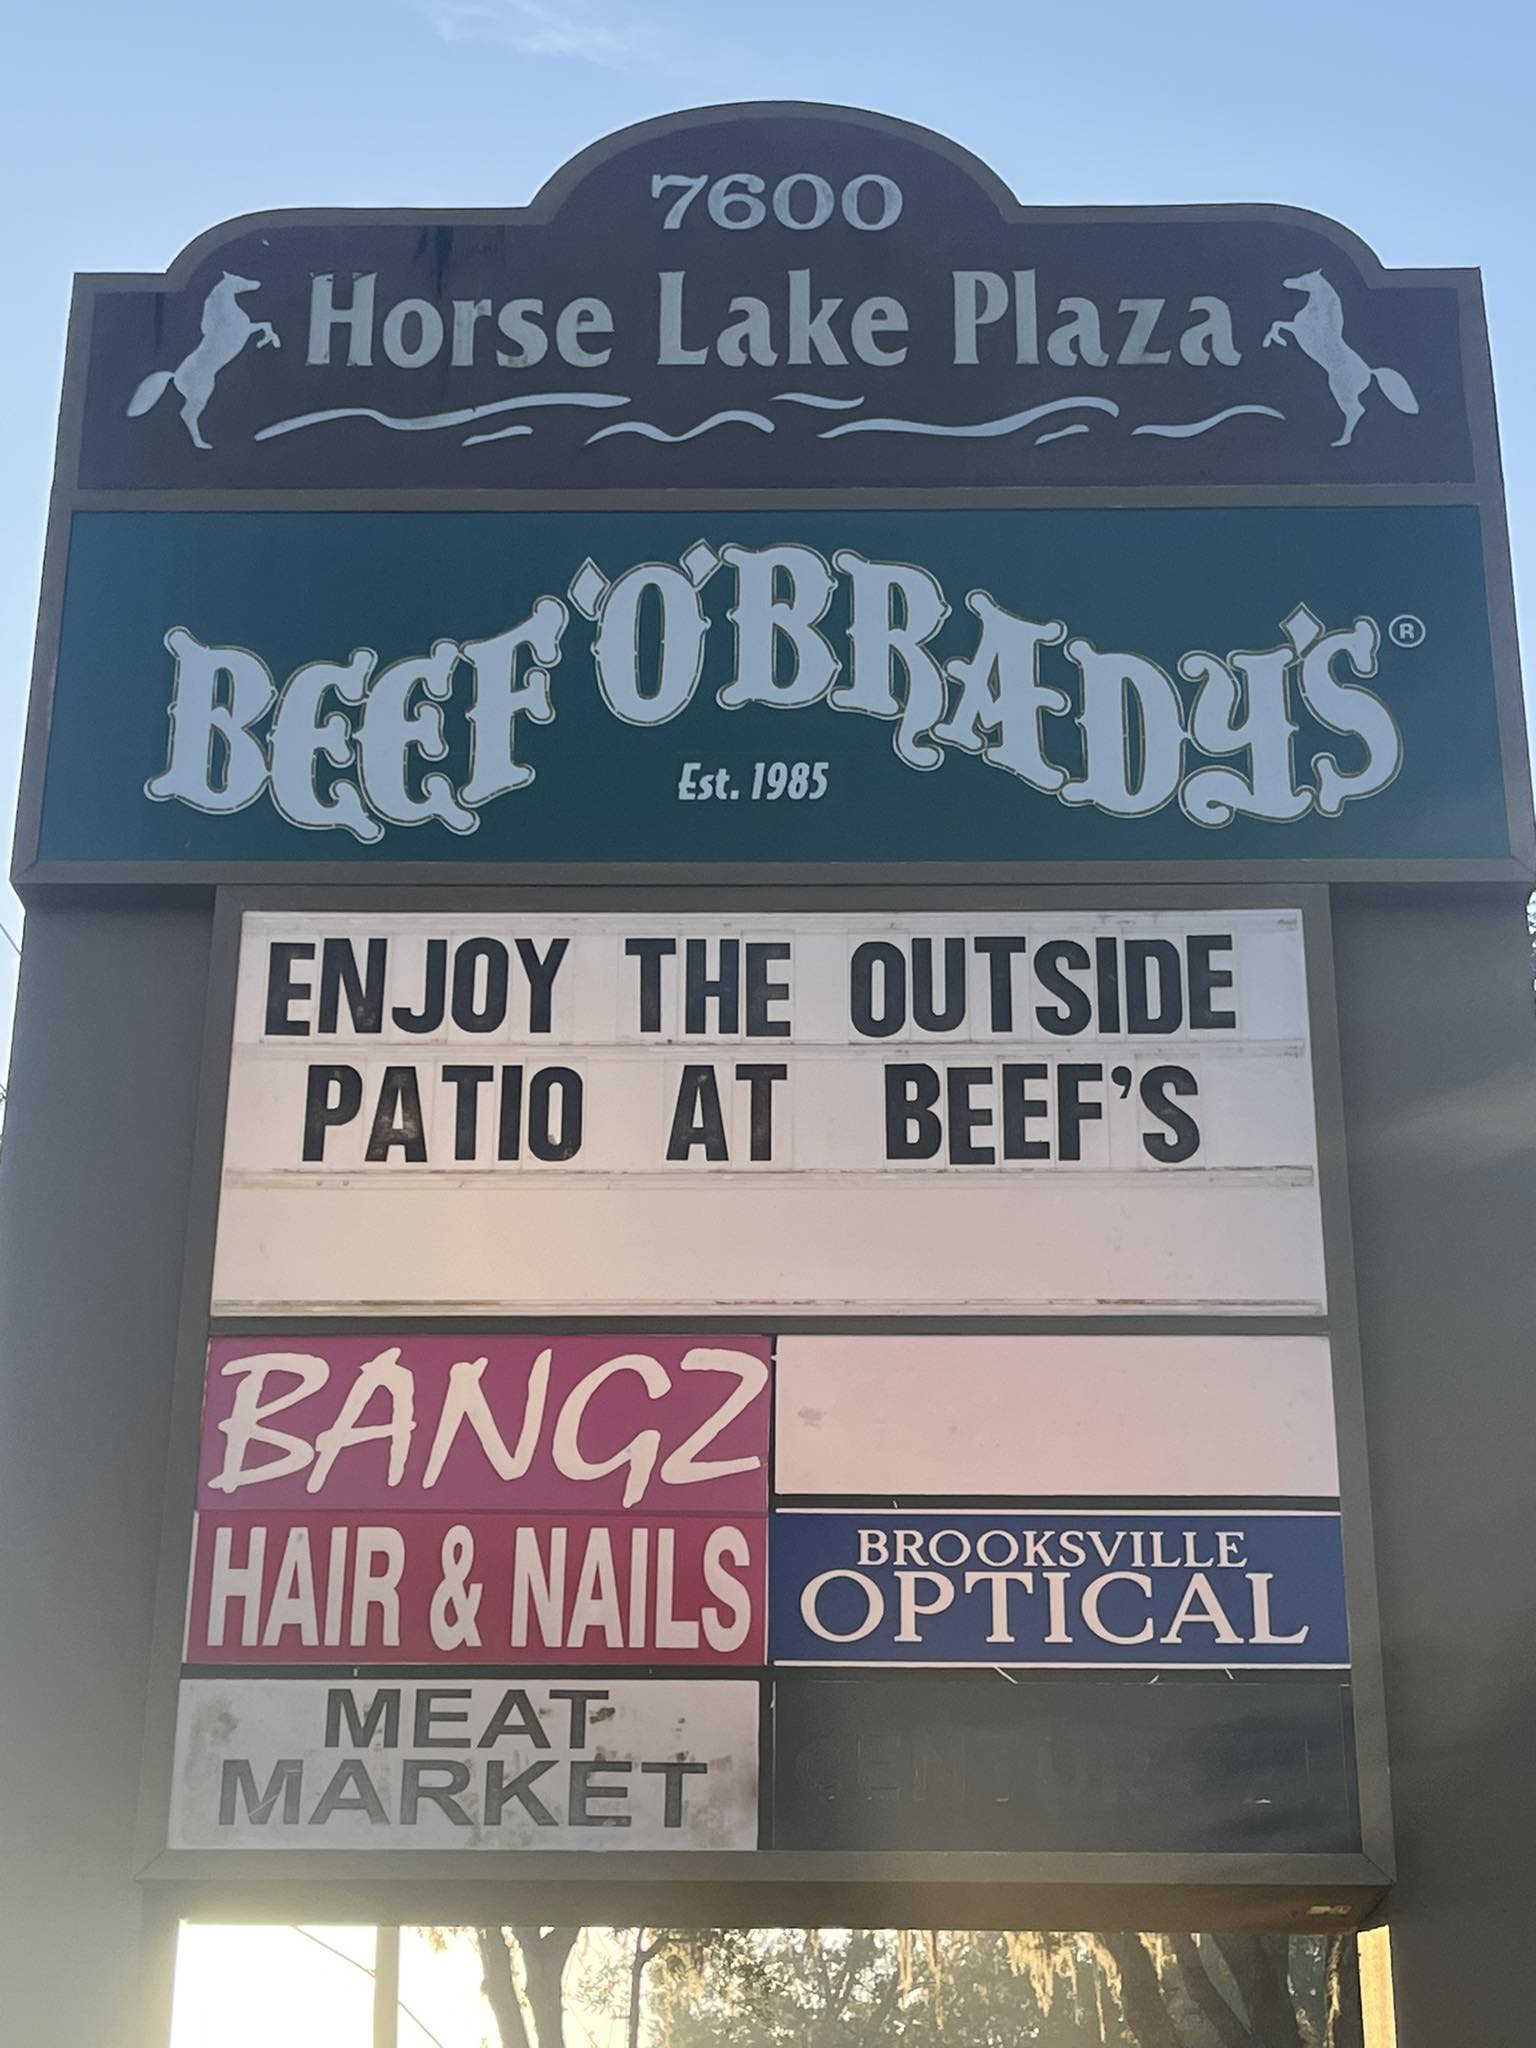 7600
Horse Lake Plaza
BEEF 'O' BRADY'S®
Est. 1985
ENJOY THE OUTSIDE
PATIO AT BEEF'S
BANGZ
HAIR & NAILS
BROOKSVILLE
OPTICAL
MEAT
MARKET